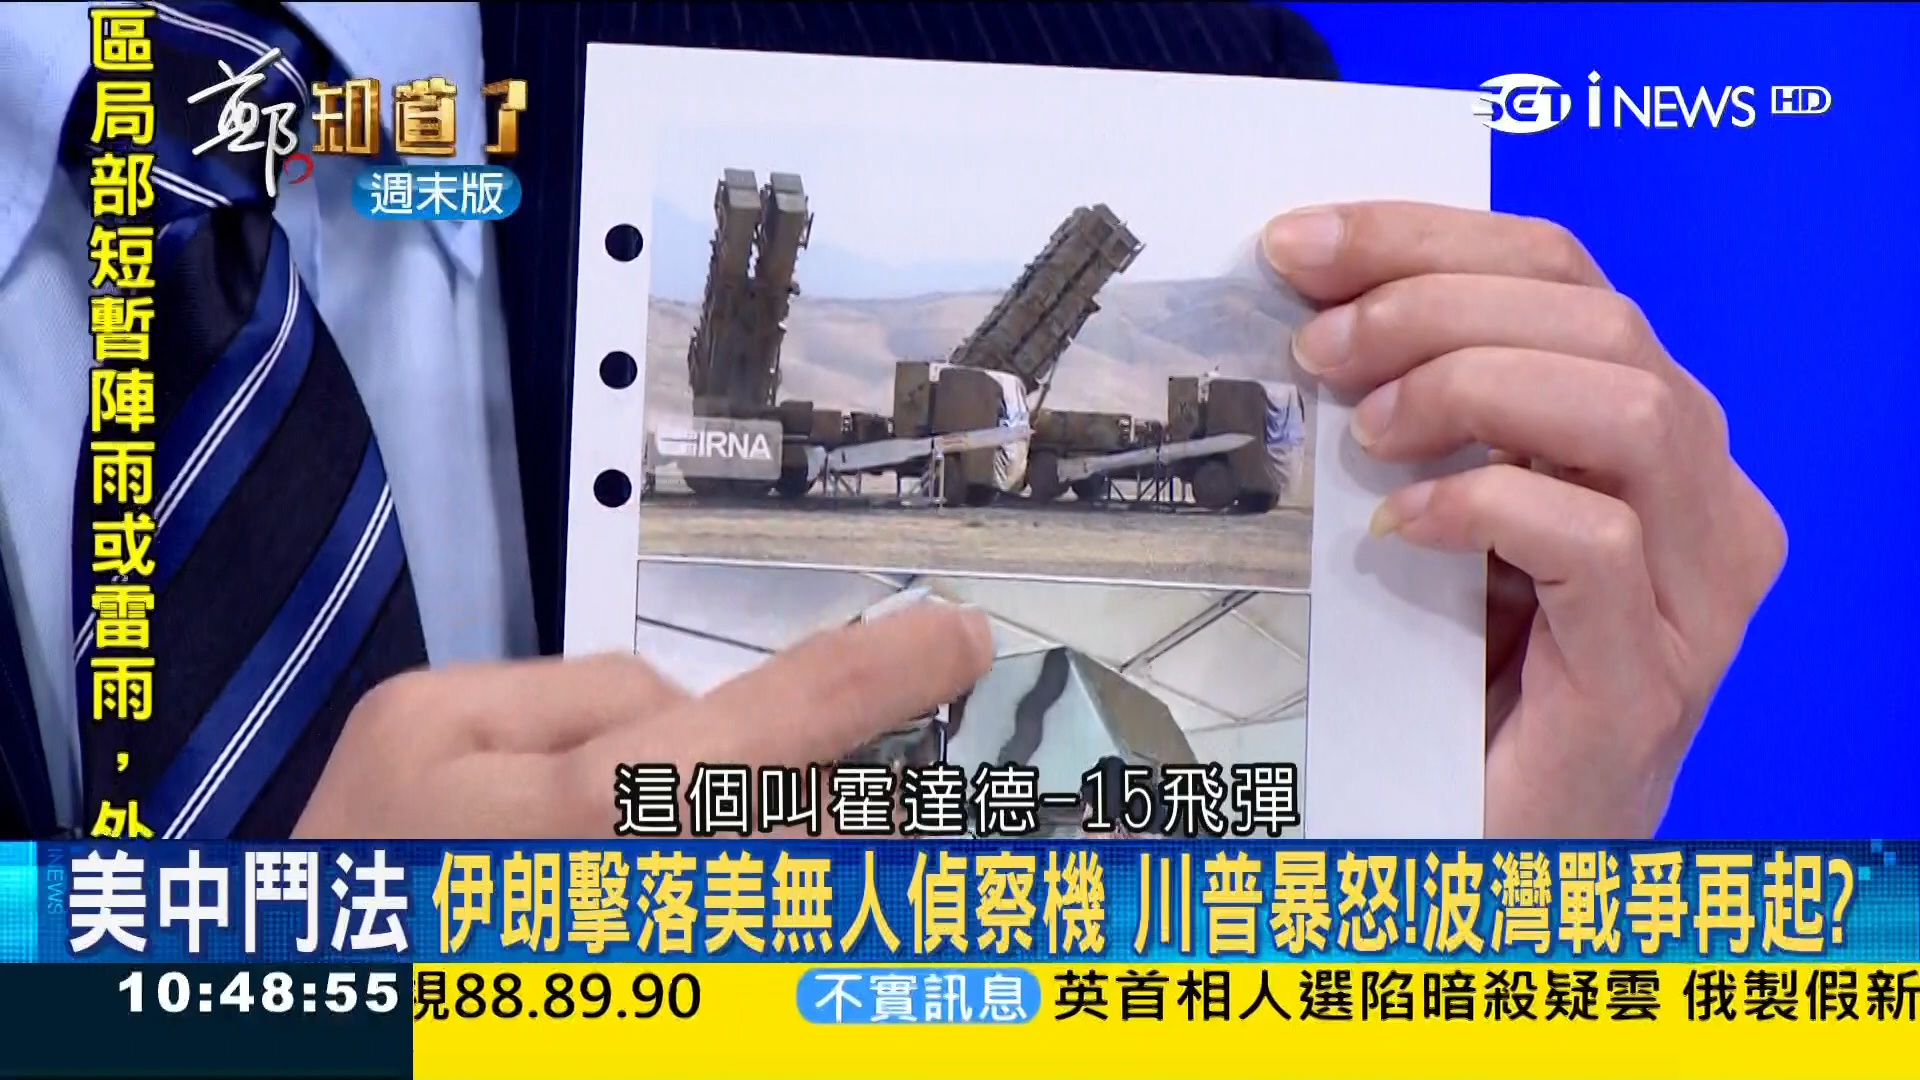 區局部短暫陣雨或雷雨，外
鄭知道了
週末版
SET iNEWS HD
IRNA
這個叫霍達德-15飛彈
iNEWS
美中鬥法
伊朗擊落美無人偵察機 川普暴怒!波灣戰爭再起?
10:48:55
視88.89.90
不實訊息
英首相人選陷暗殺疑雲 俄製假新